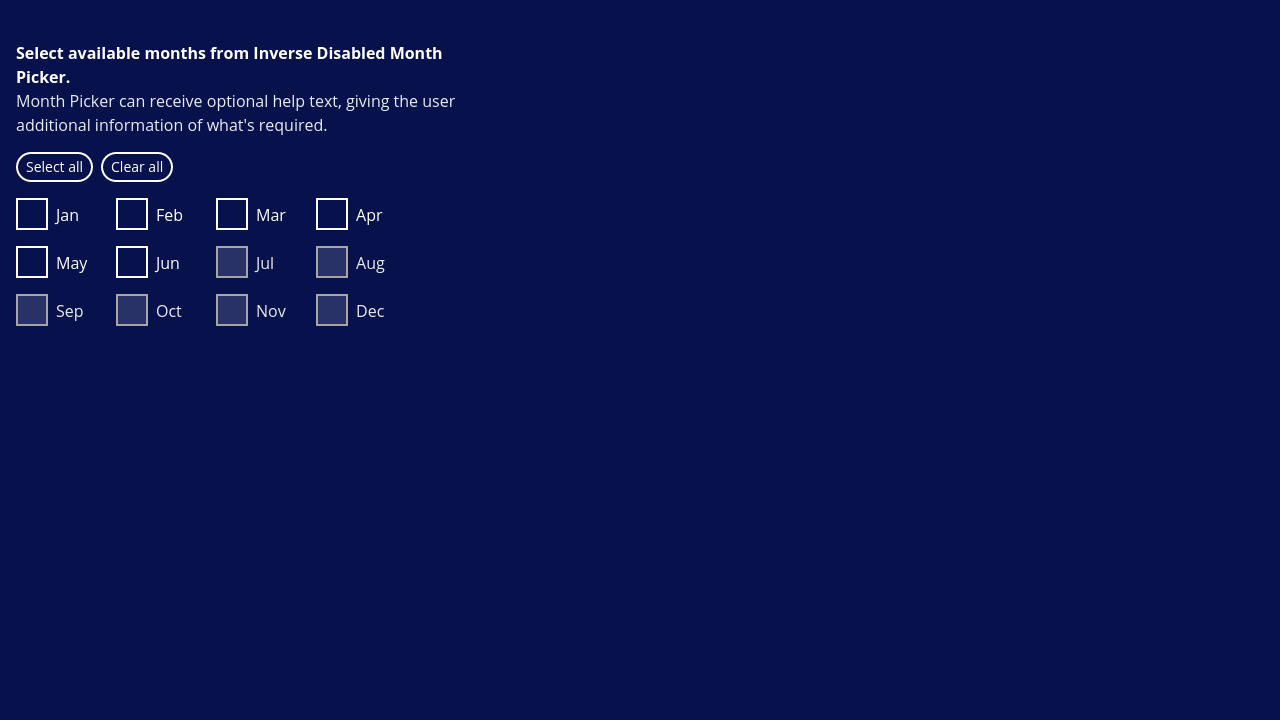 Select available months from Inverse Disabled Month
Picker.
Month Picker can receive optional help text, giving the user
additional information of what's required.
Select all Clear all
Jan Feb Mar Apr
May Jun Jul Aug
Sep Oct Nov Dec